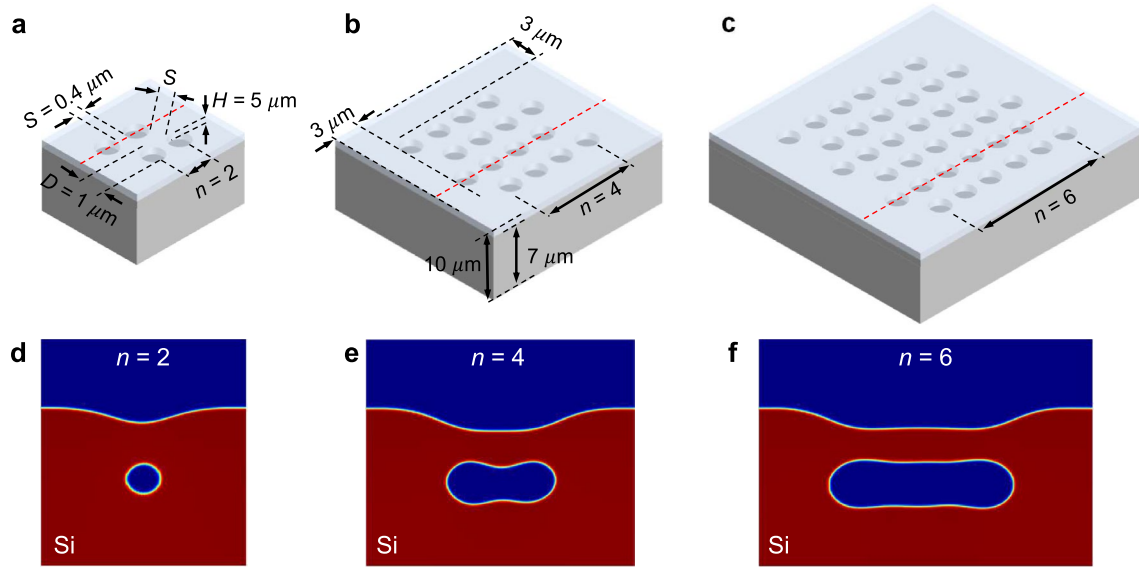 a
b
c
S = 0.4 μm
S
H = 5 μm
D = 1 μm
n = 2
3 μm
3 μm
n = 4
10 μm
7 μm
n = 6
d
n = 2
Si
e
n = 4
f
n = 6
Si